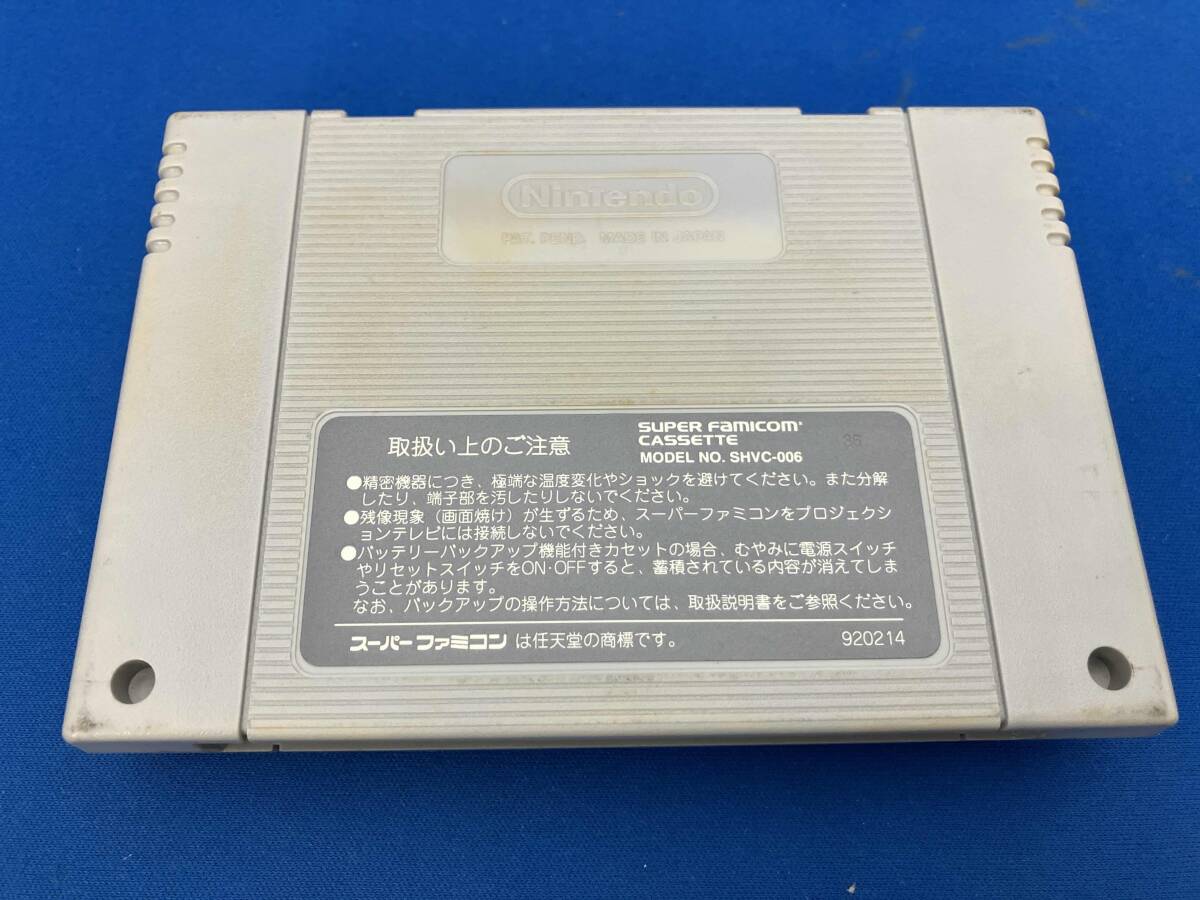 Nintendo
PAT. PEND. MADE IN JAPAN
取扱い上のご注意
SUPER FAMICOM
CASSETTE
MODEL NO. SHVC-006
36
●精密機器につき、極端な温度変化やショックを避けてください。また分解
したり、端子部を汚したりしないでください。
●残像現象(画面焼け)が生ずるため、スーパーファミコンをプロジェクシ
ョンテレビには接続しないでください。
●バッテリーバックアップ機能付きカセットの場合、むやみに電源スイッチ
やリセットスイッチをON・OFFすると、蓄積されている内容が消えてしま
うことがあります。
なお、バックアップの操作方法については、取扱説明書をご参照ください。
スーパーファミコンは任天堂の商標です。 920214